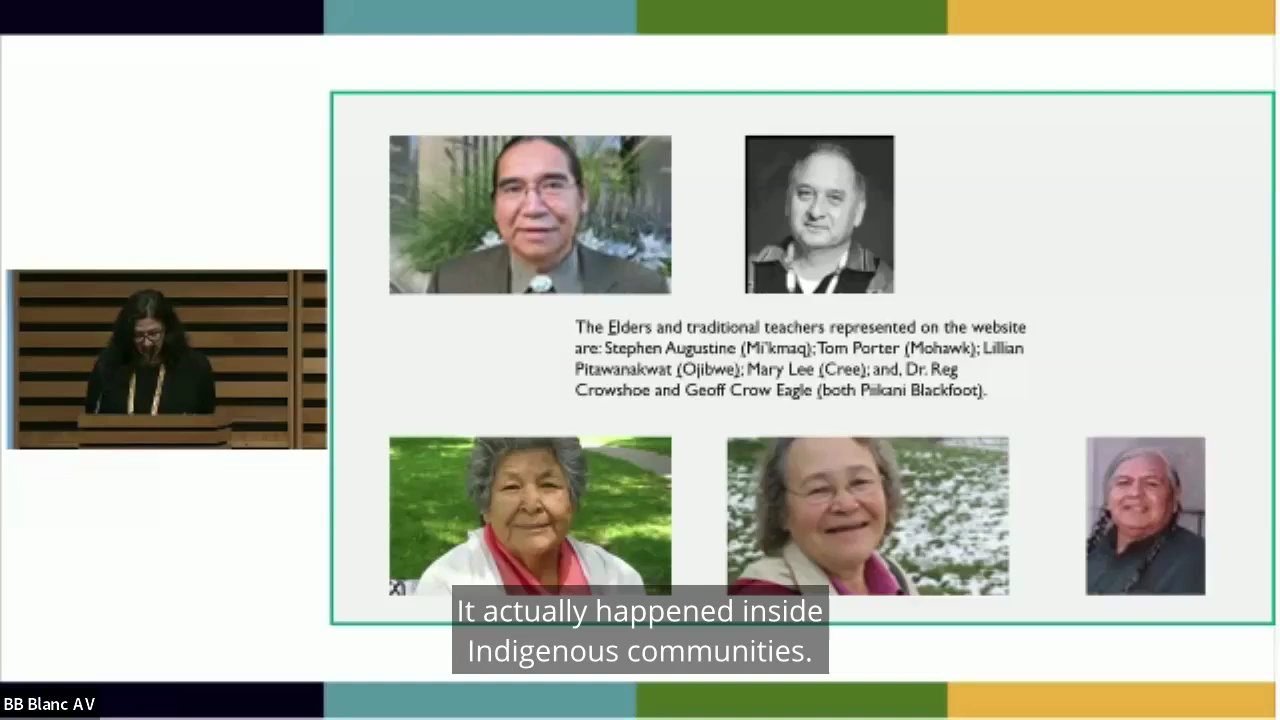 The Elders and traditional teachers represented on the website
are: Stephen Augustine (Mi'kmaq); Tom Porter (Mohawk); Lillian
Pitawanakwat (Ojibwe); Mary Lee (Cree); and, Dr. Reg
Crowshoe and Geoff Crow Eagle (both Piikani Blackfoot).
It actually happened inside
Indigenous communities.
BB Blanc AV